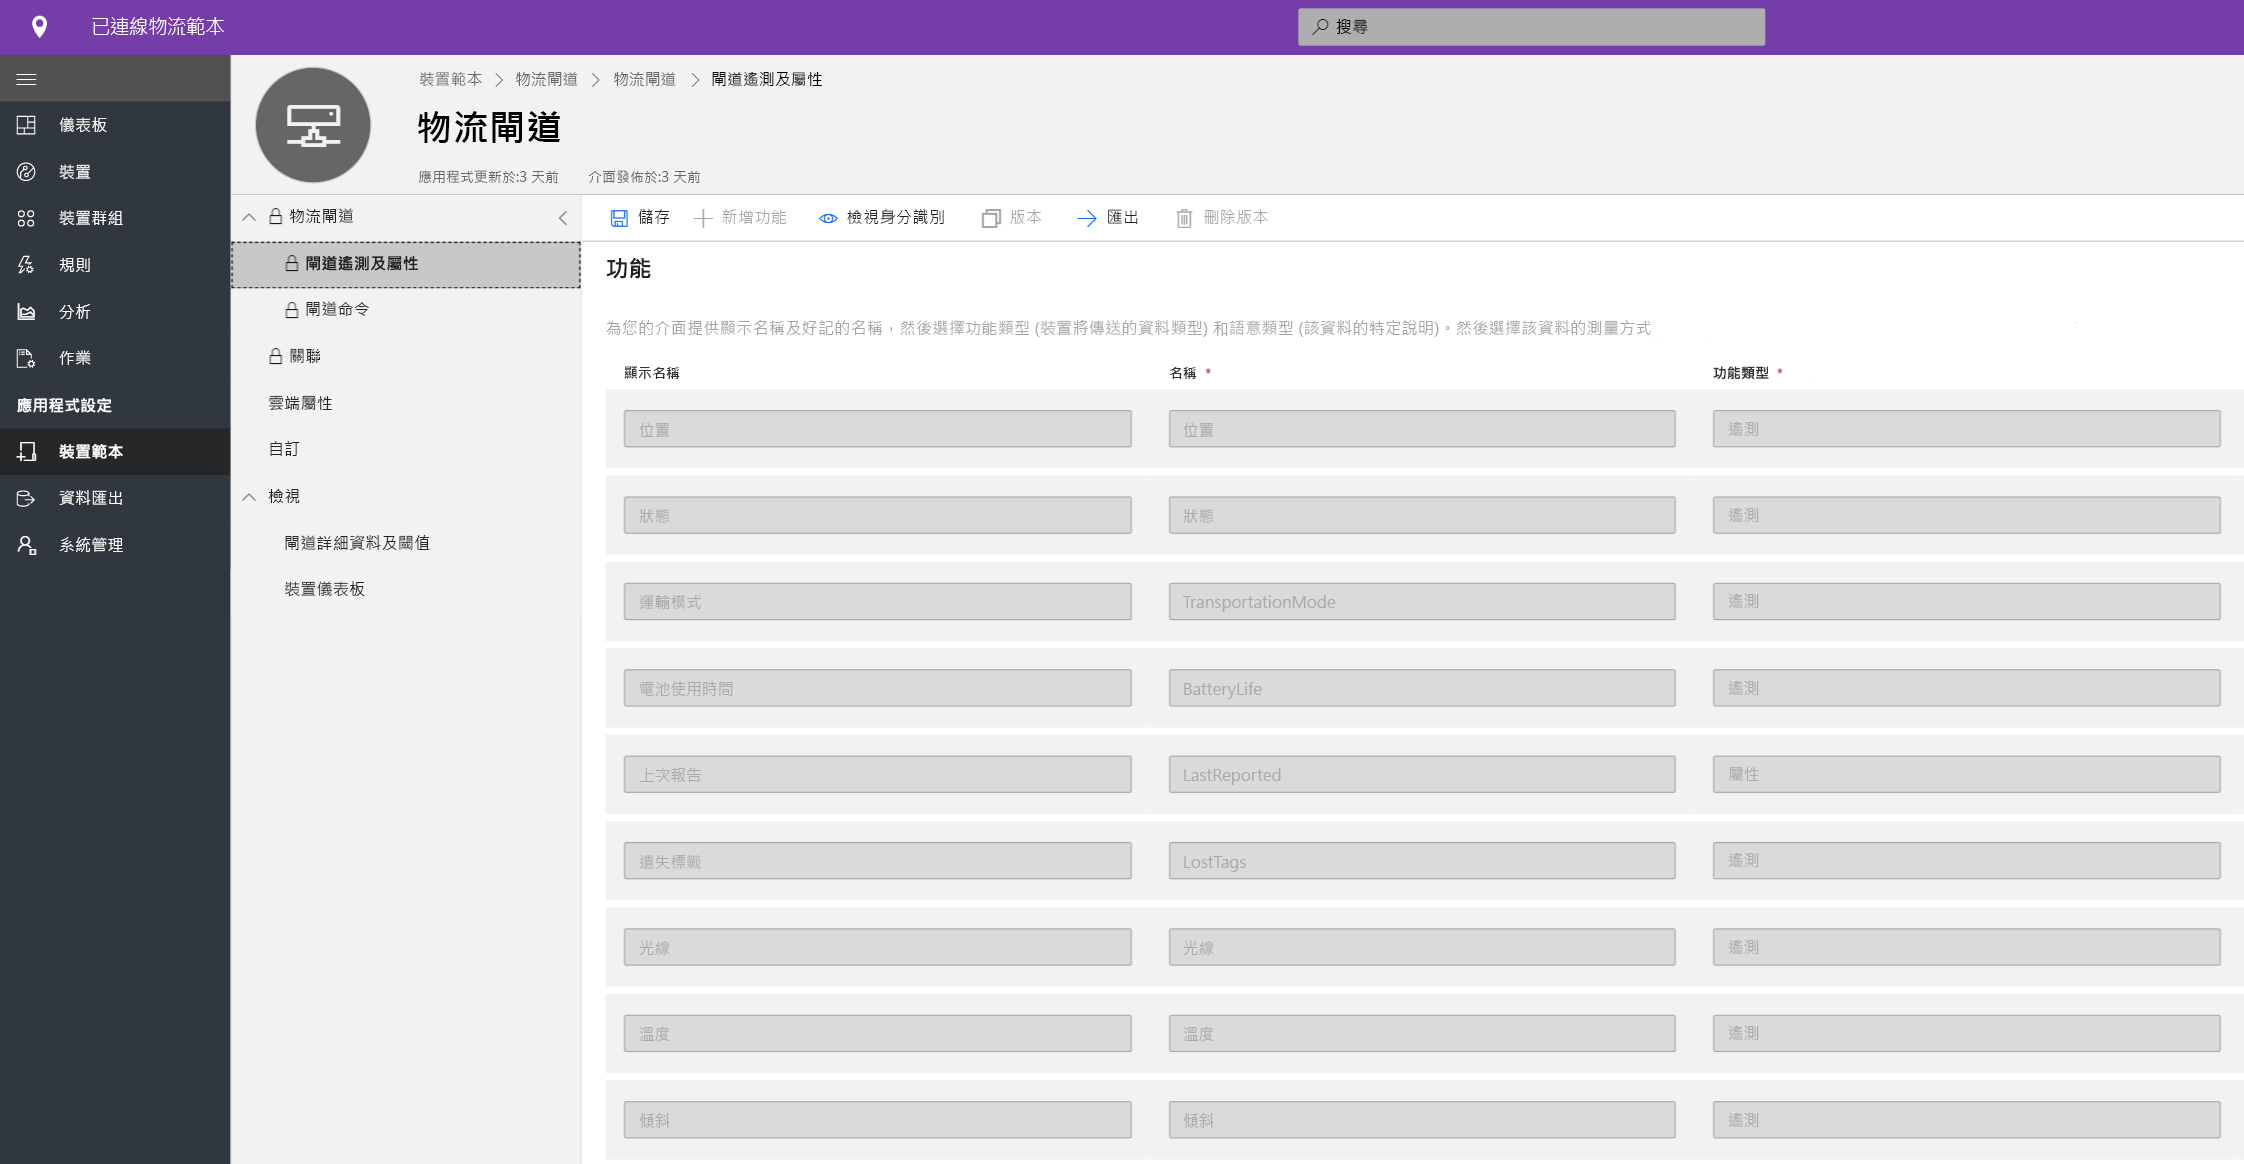 已連線物流範本
搜尋
儀表板
裝置
裝置群組
規則
分析
作業
應用程式設定
裝置範本
資料匯出
系統管理
裝置範本 > 物流閘道 > 物流閘道 > 閘道遙測及屬性
物流閘道
應用程式更新於:3 天前 介面發佈於:3 天前
物流閘道
閘道遙測及屬性
閘道命令
關聯
雲端屬性
自訂
檢視
閘道詳細資料及閾值
裝置儀表板
儲存 新增功能 檢視身分識別 版本 匯出 刪除版本
功能
為您的介面提供顯示名稱及好記的名稱，然後選擇功能類型 (裝置將傳送的資料類型) 和語意類型 (該資料的特定說明)。然後選擇該資料的測量方式
顯示名稱 名稱 * 功能類型 *
位置 位置 遙測
狀態 狀態 遙測
運輸模式 TransportationMode 遙測
電池使用時間 BatteryLife 遙測
上次報告 LastReported 屬性
遺失標籤 LostTags 遙測
光線 光線 遙測
溫度 溫度 遙測
傾斜 傾斜 遙測